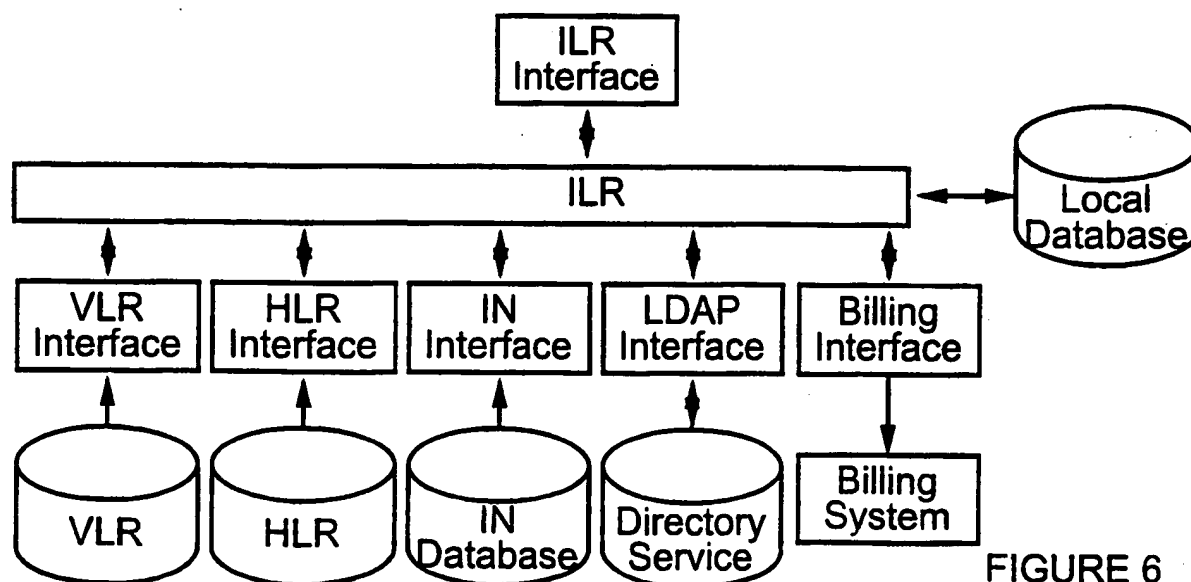 ILR
Interface
ILR
Local
Database
VLR
Interface
HLR
Interface
IN
Interface
LDAP
Interface
Billing
Interface
VLR
HLR
IN
Database
Directory
Service
Billing
System
FIGURE 6